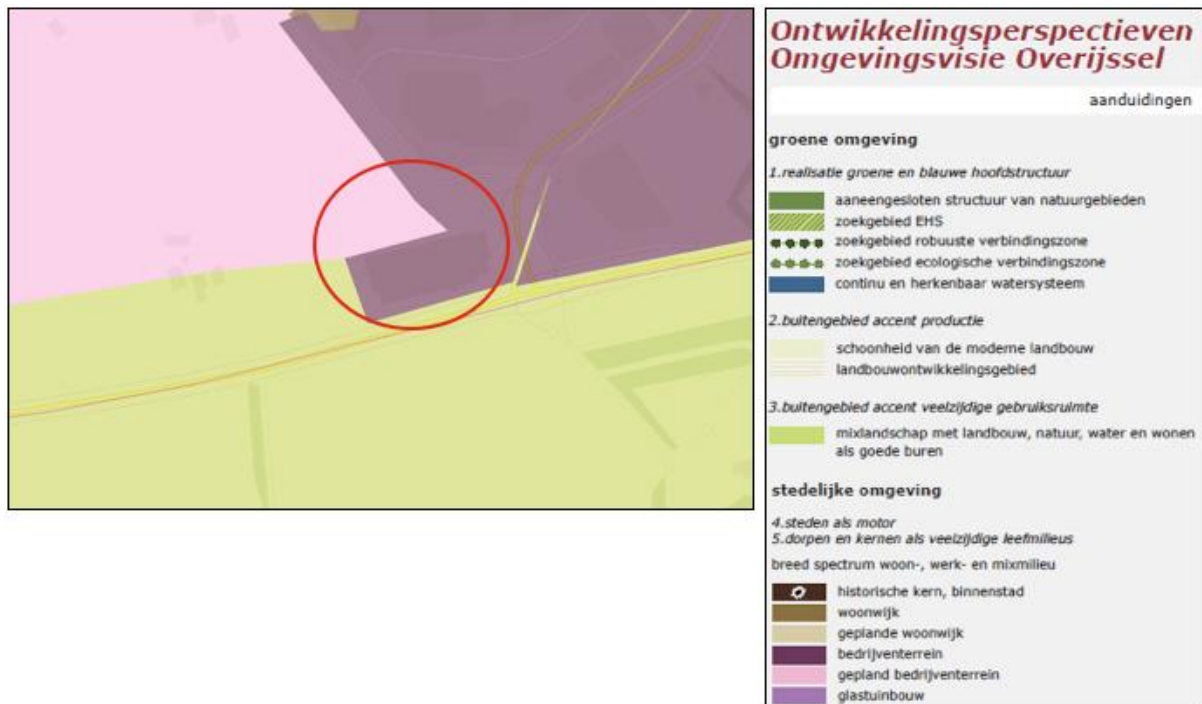 Ontwikkelingsperspectieven
Omgevingsvisie Overijssel
aanduidingen
groene omgeving
1.realisatie groene en blauwe hoofdstructuur
aaneengesloten structuur van natuurgebieden
zoekgebied EHS
zoekgebied robuuste verbindingszone
zoekgebied ecologische verbindingszone
continu en herkenbaar watersysteem
2.buitengebied accent productie
schoonheid van de moderne landbouw
landbouwontwikkelingsgebied
3.buitengebied accent veelzijdige gebruiksruimte
mixlandschap met landbouw, natuur, water en wonen
als goede buren
stedelijke omgeving
4.steden als motor
5.dorpen en kernen als veelzijdige leefmilieus
breed spectrum woon-, werk- en mixmilieu
historische kern, binnenstad
woonwijk
geplande woonwijk
bedrijventerrein
gepland bedrijventerrein
glastuinbouw